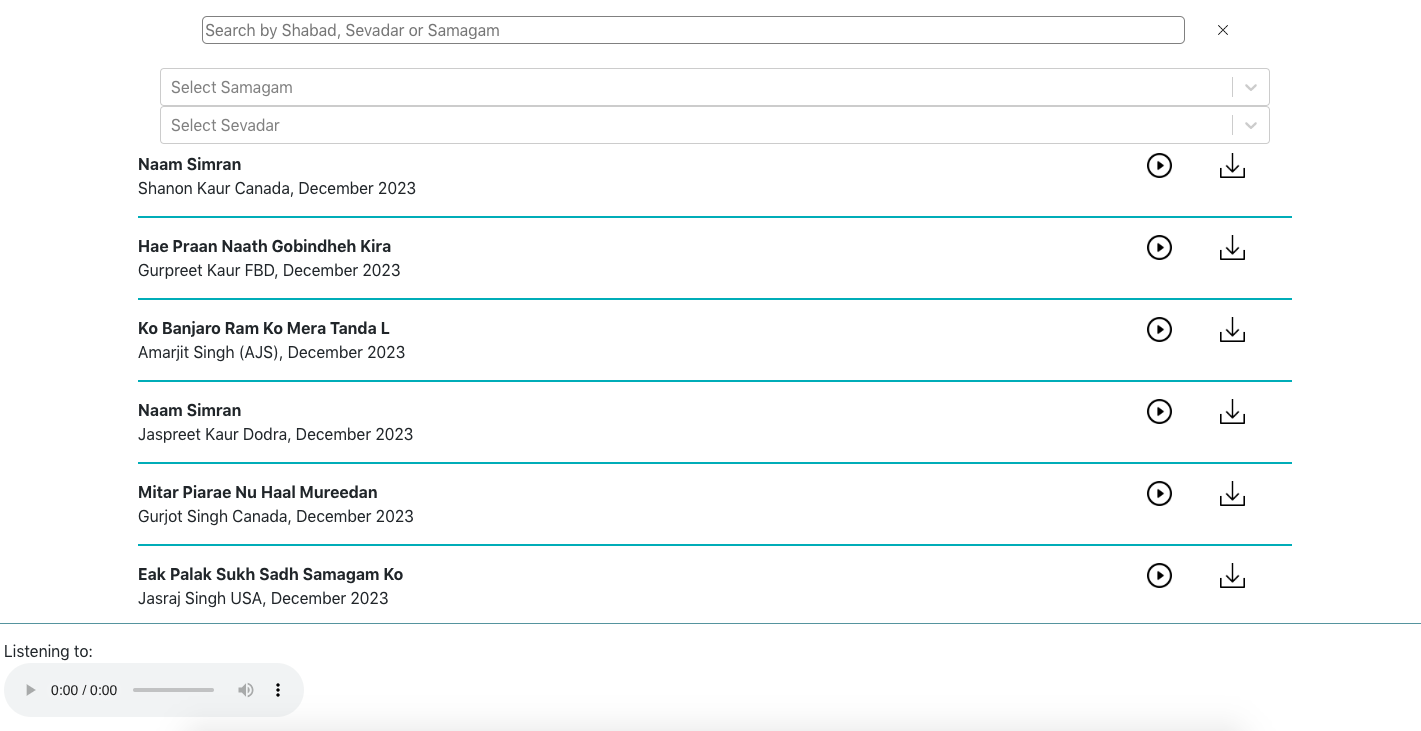 Search by Shabad, Sevadar or Samagam
Select Samagam
Select Sevadar
Naam Simran
Shanon Kaur Canada, December 2023
Hae Praan Naath Gobindheh Kira
Gurpreet Kaur FBD, December 2023
Ko Banjaro Ram Ko Mera Tanda L
Amarjit Singh (AJS), December 2023
Naam Simran
Jaspreet Kaur Dodra, December 2023
Mitar Piarae Nu Haal Mureedan
Gurjot Singh Canada, December 2023
Eak Palak Sukh Sadh Samagam Ko
Jasraj Singh USA, December 2023
Listening to:
0:00 / 0:00